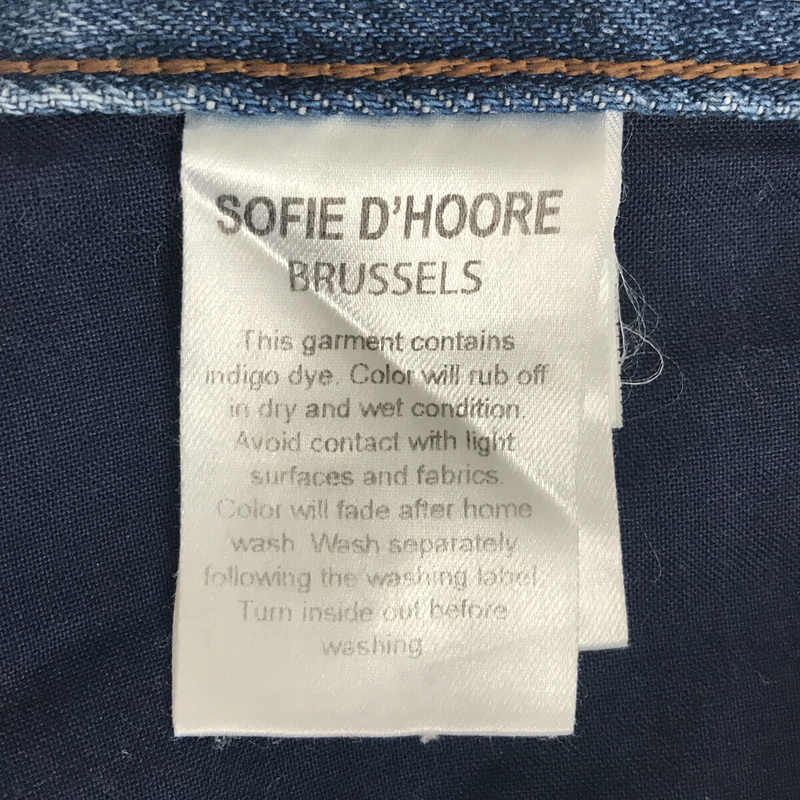 SOFIE D'HOORE
BRUSSELS
This garment contains
indigo dye. Color will rub off
in dry and wet condition.
Avoid contact with light
surfaces and fabrics.
Color will fade after home
wash. Wash separately
following the washing label.
Turn inside out before
washing